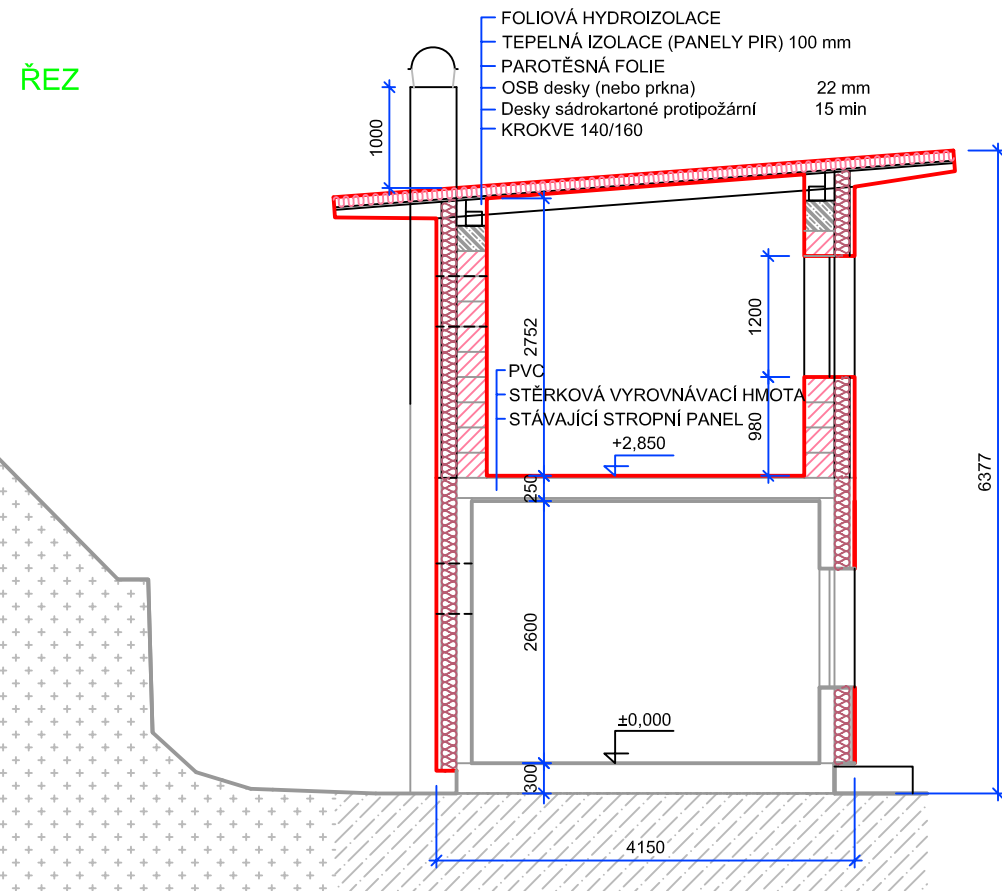 ŘEZ
FOLIOVÁ HYDROIZOLACE
TEPELNÁ IZOLACE (PANELY PIR) 100 mm
PAROTĚSNÁ FOLIE
OSB desky (nebo prkna) 22 mm
Desky sádrokartoné protipožární 15 min
KROKVE 140/160
1000
2752
1200
PVC
STĚRKOVÁ VYROVNÁVACÍ HMOTA
STÁVAJÍCÍ STROPNÍ PANEL
980
+2,850
6377
250
2600
±0,000
300
4150